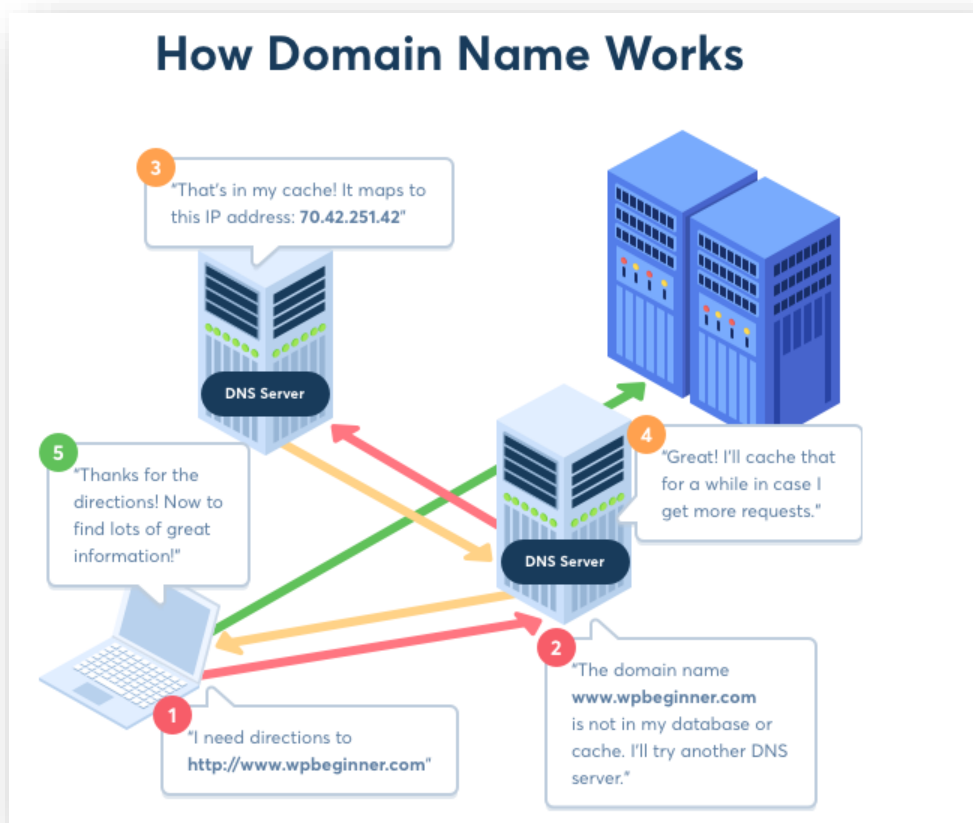 How Domain Name Works
3
"That's in my cache! It maps to
this IP address: 70.42.251.42"
DNS Server
4
"Great! I'll cache that
for a while in case I
get more requests."
5
"Thanks for the
directions! Now to
find lots of great
information!"
DNS Server
2
"The domain name
www.wpbeginner.com
is not in my database or
cache. I'll try another DNS
server."
1
"I need directions to
http://www.wpbeginner.com"